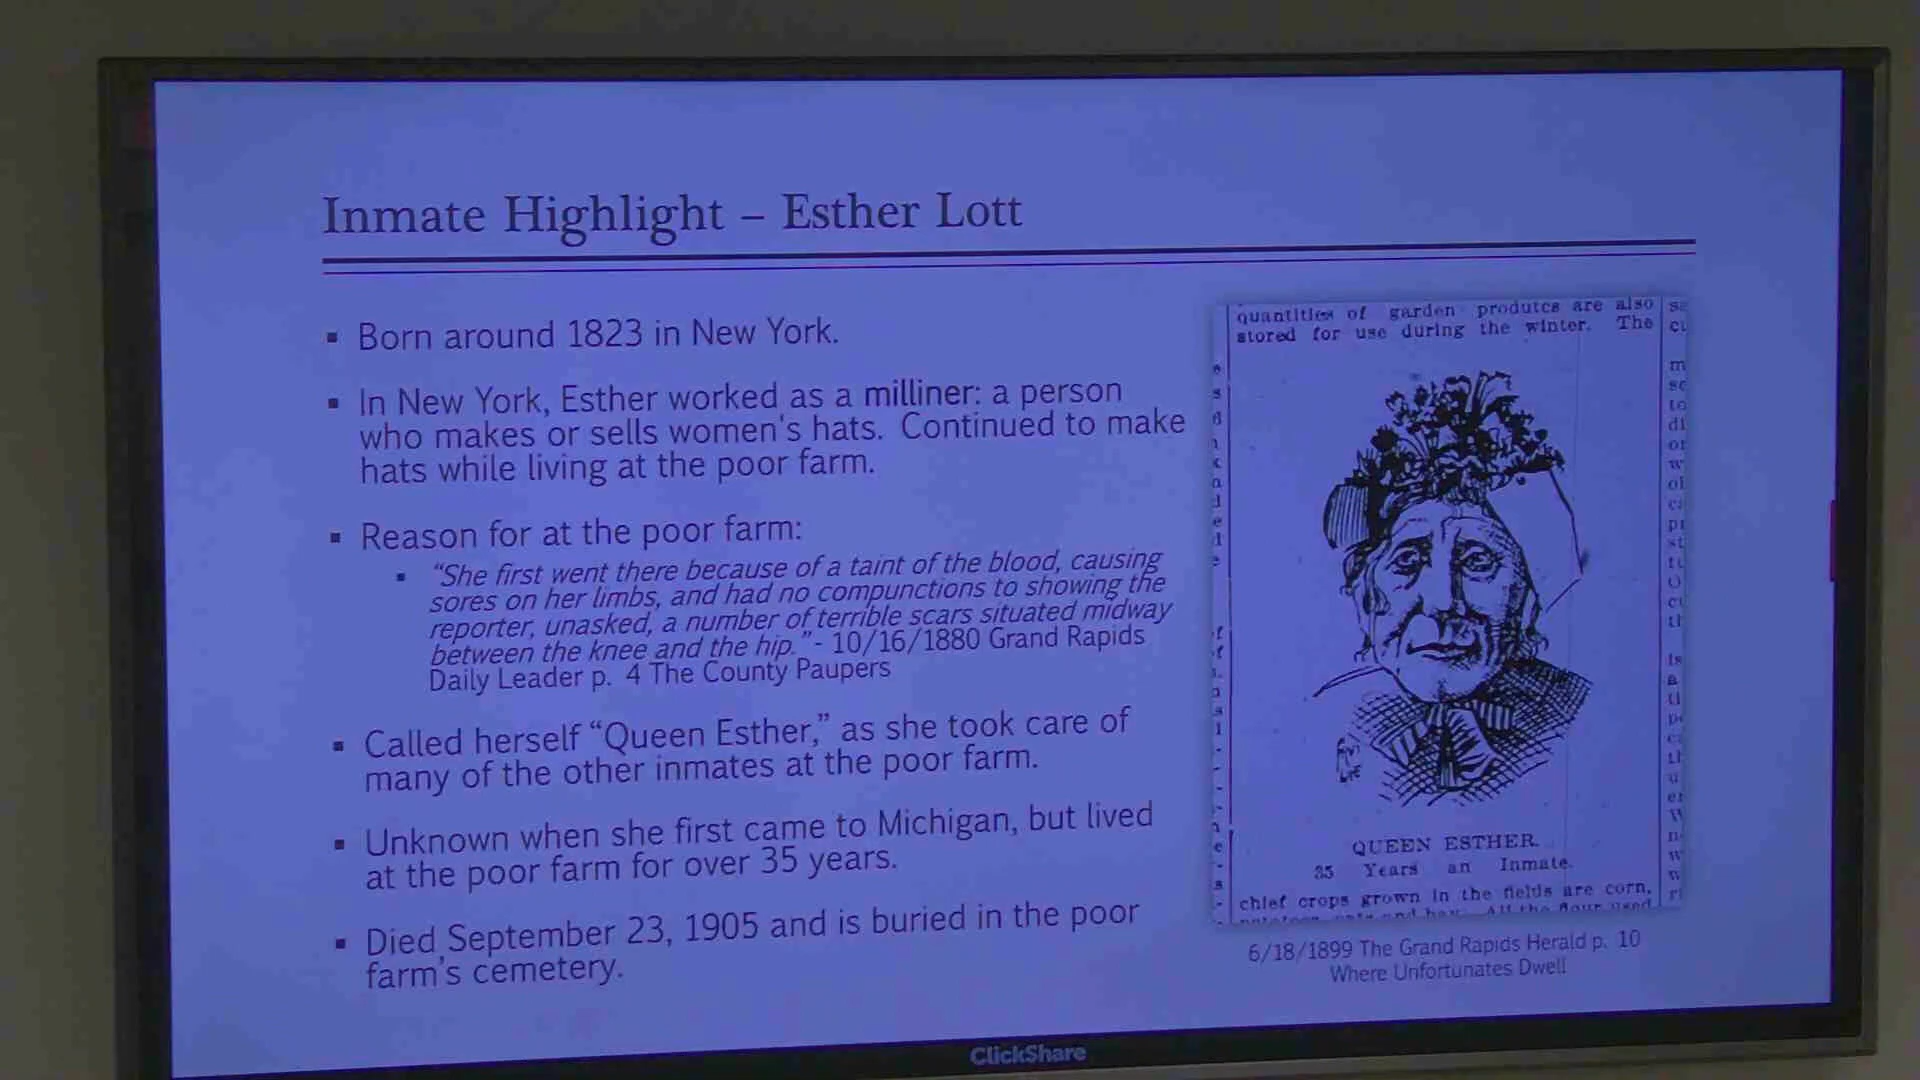 Inmate Highlight – Esther Lott
▪ Born around 1823 in New York.
▪ In New York, Esther worked as a milliner: a person
who makes or sells women's hats. Continued to make
hats while living at the poor farm.
▪ Reason for at the poor farm:
▪ “She first went there because of a taint of the blood, causing
sores on her limbs, and had no compunctions to showing the
reporter, unasked, a number of terrible scars situated midway
between the knee and the hip.”- 10/16/1880 Grand Rapids
Daily Leader p. 4 The County Paupers
▪ Called herself “Queen Esther,” as she took care of
many of the other inmates at the poor farm.
▪ Unknown when she first came to Michigan, but lived
at the poor farm for over 35 years.
▪ Died September 23, 1905 and is buried in the poor
farm's cemetery.
quantities of garden produtcs are also
stored for use during the winter. The
QUEEN ESTHER.
35 Years an Inmate.
chief crops grown in the fields are corn,
6/18/1899 The Grand Rapids Herald p. 10
Where Unfortunates Dwell
ClickShare